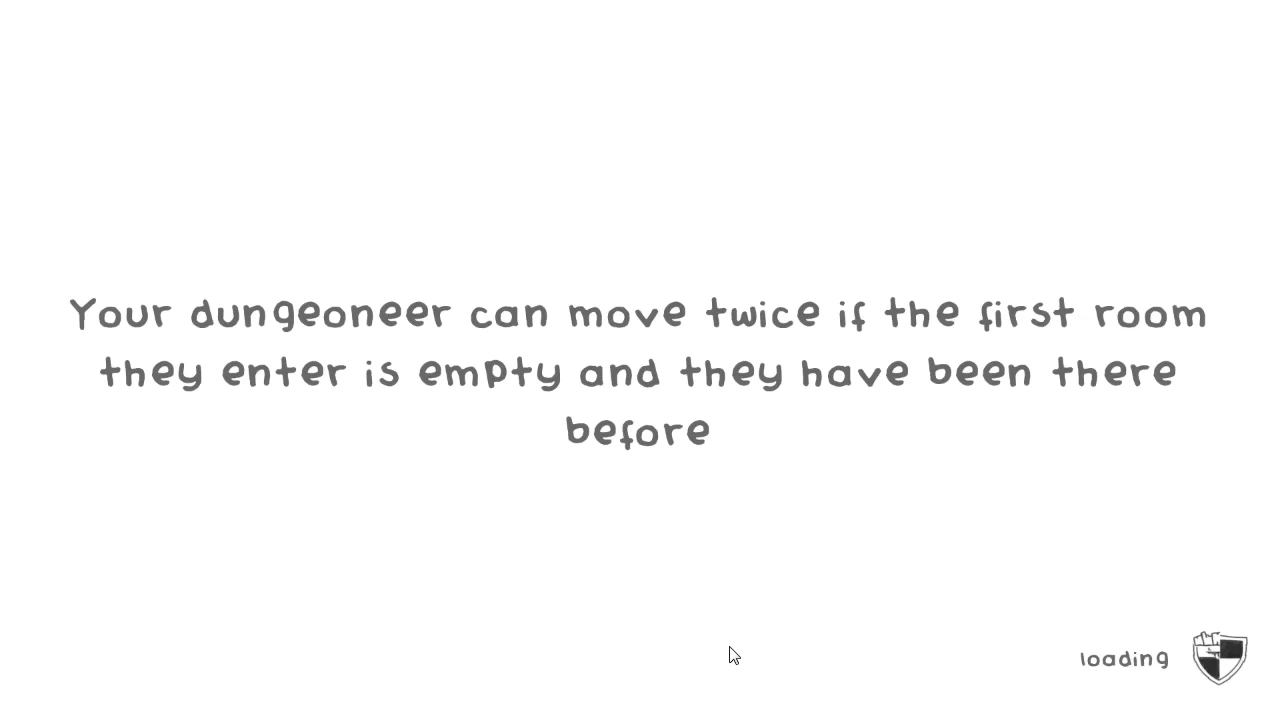 Your dungeoneer can move twice if the first room
they enter is empty and they have been there
before
loading